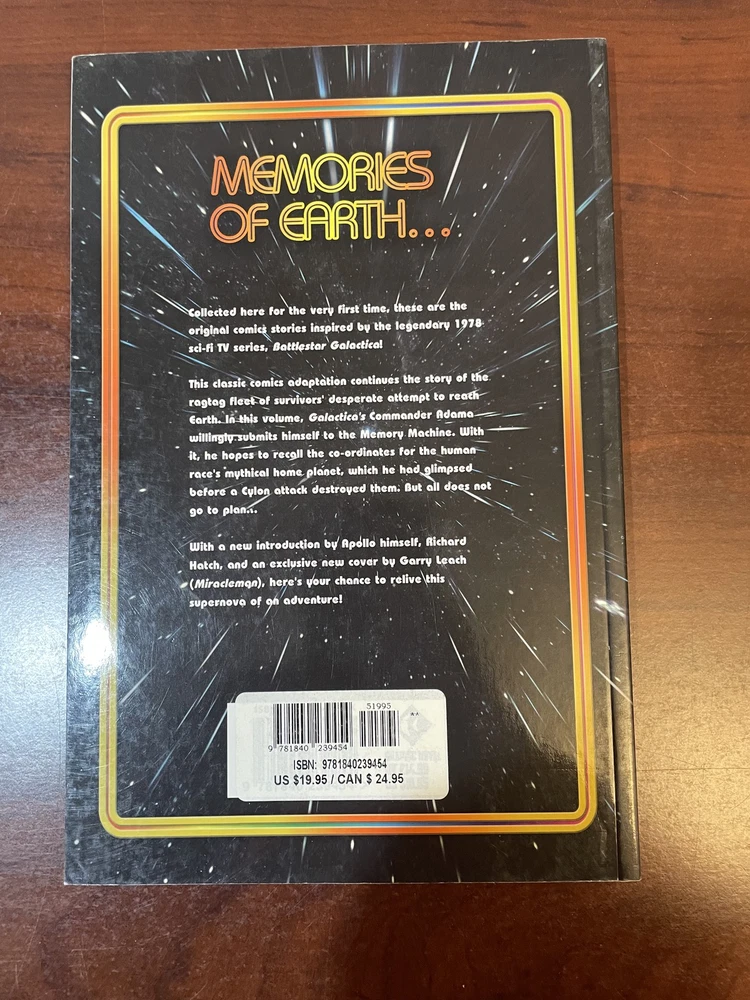 MEMORIES
OF EARTH...
Collected here for the very first time, these are the
original comics stories inspired by the legendary 1978
sci-fi TV series, Battlestar Galactica!
This classic comics adaptation continues the story of the
ragtag fleet of survivors' desperate attempt to reach
Earth. In this volume, Galactica's Commander Adama
willingly submits himself to the Memory Machine. With
it, he hopes to recall the co-ordinates for the human
race's mythical home planet, which he had glimpsed
before a Cylon attack destroyed them. But all does not
go to plan...
With a new introduction by Apollo himself, Richard
Hatch, and an exclusive new cover by Garry Leach
(Miracleman), here's your chance to relive this
supernova of an adventure!
51995
**
9 781840 239454
ISBN: 9781840239454
US $19.95 / CAN $ 24.95